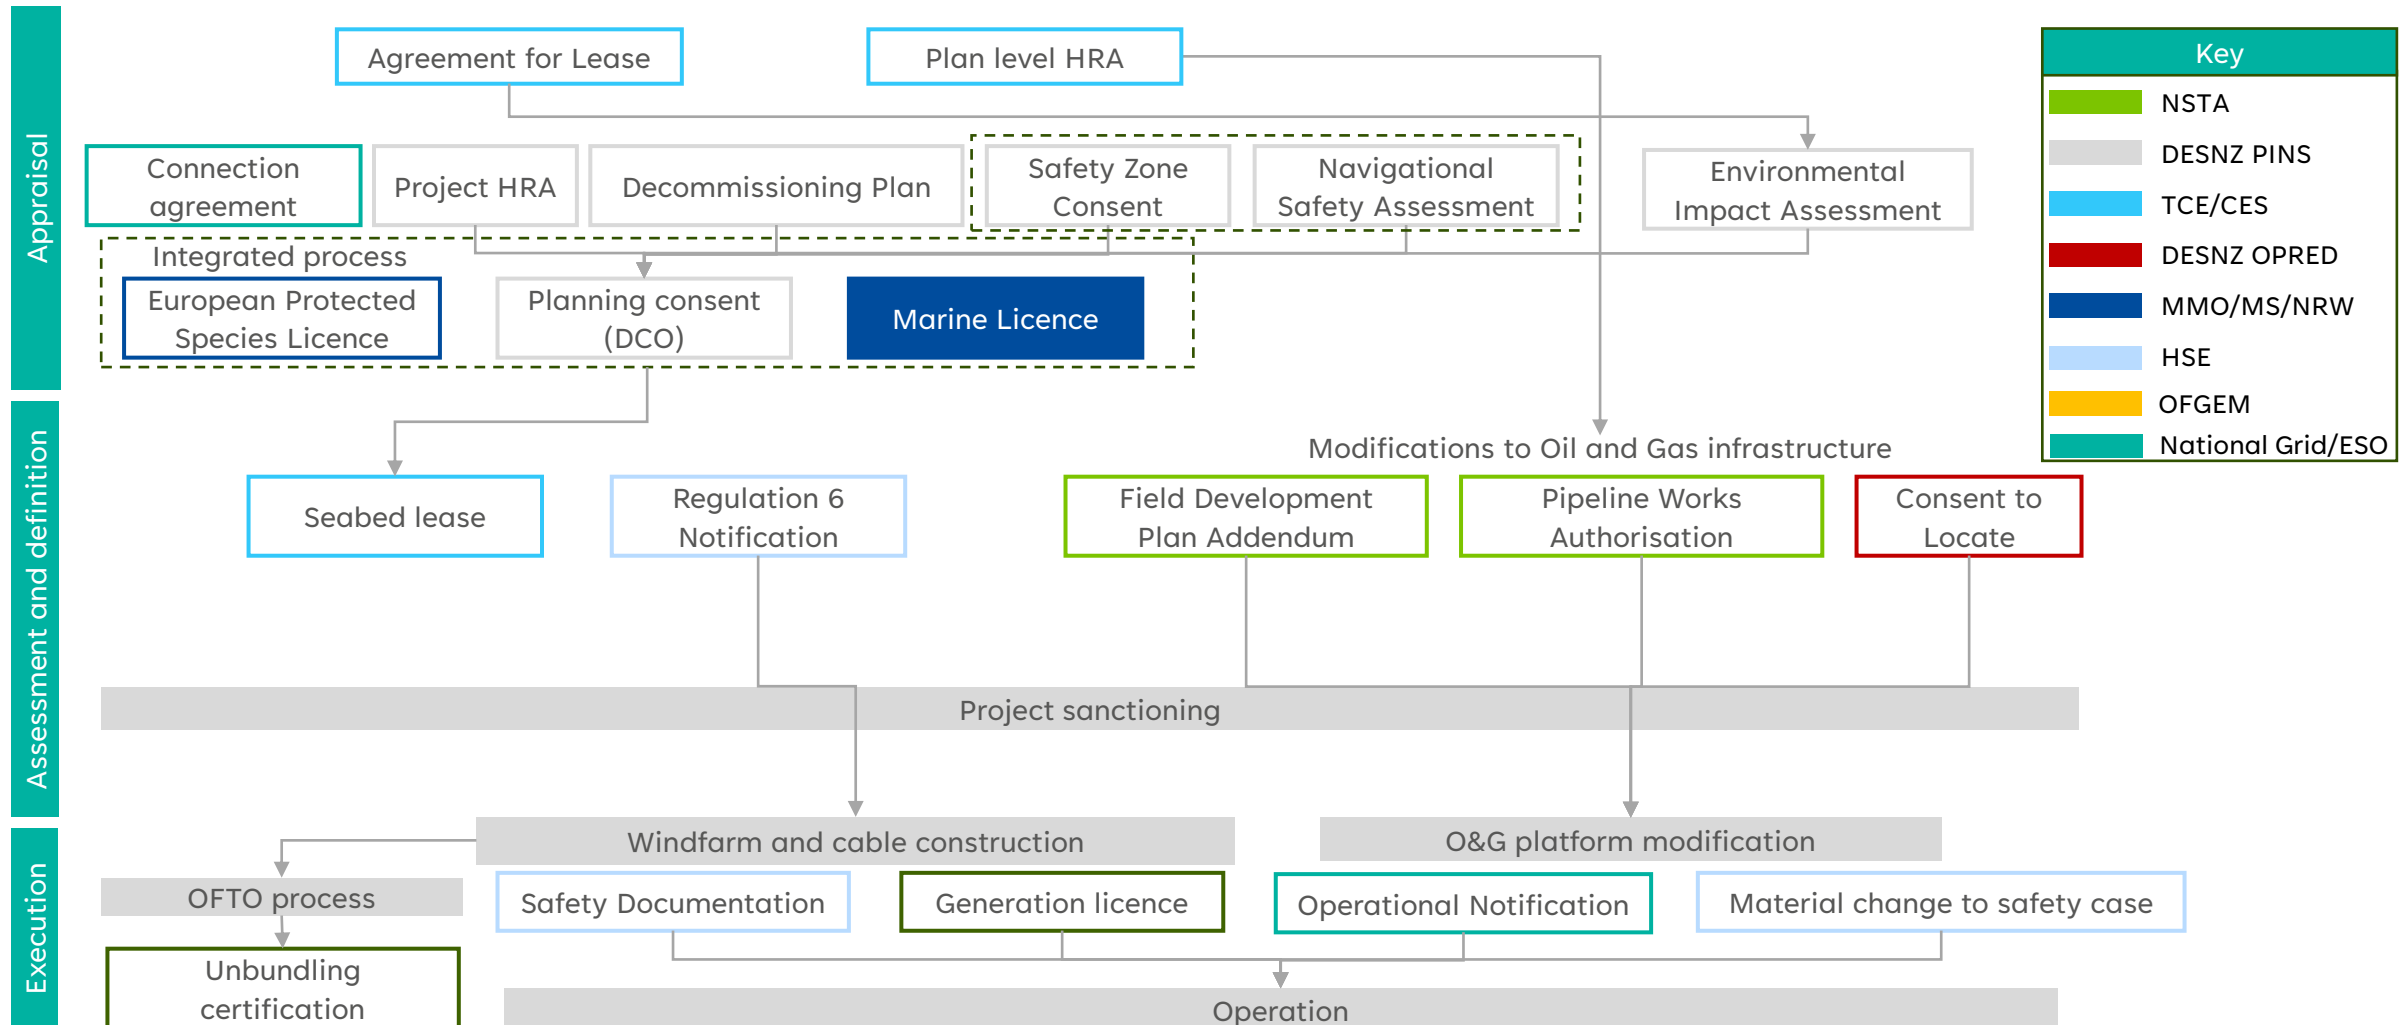 Appraisal
Agreement for Lease
Plan level HRA
Connection
agreement
Project HRA
Decommissioning Plan
Safety Zone
Consent
Navigational
Safety Assessment
Environmental
Impact Assessment
Integrated process
European Protected
Species Licence
Planning consent
(DCO)
Marine Licence
Key
NSTA
DESNZ PINS
TCE/CES
DESNZ OPRED
MMO/MS/NRW
HSE
OFGEM
National Grid/ESO
Assessment and definition
Modifications to Oil and Gas infrastructure
Seabed lease
Regulation 6
Notification
Field Development
Plan Addendum
Pipeline Works
Authorisation
Consent to
Locate
Project sanctioning
Execution
Windfarm and cable construction
O&G platform modification
OFTO process
Safety Documentation
Generation licence
Operational Notification
Material change to safety case
Unbundling
certification
Operation